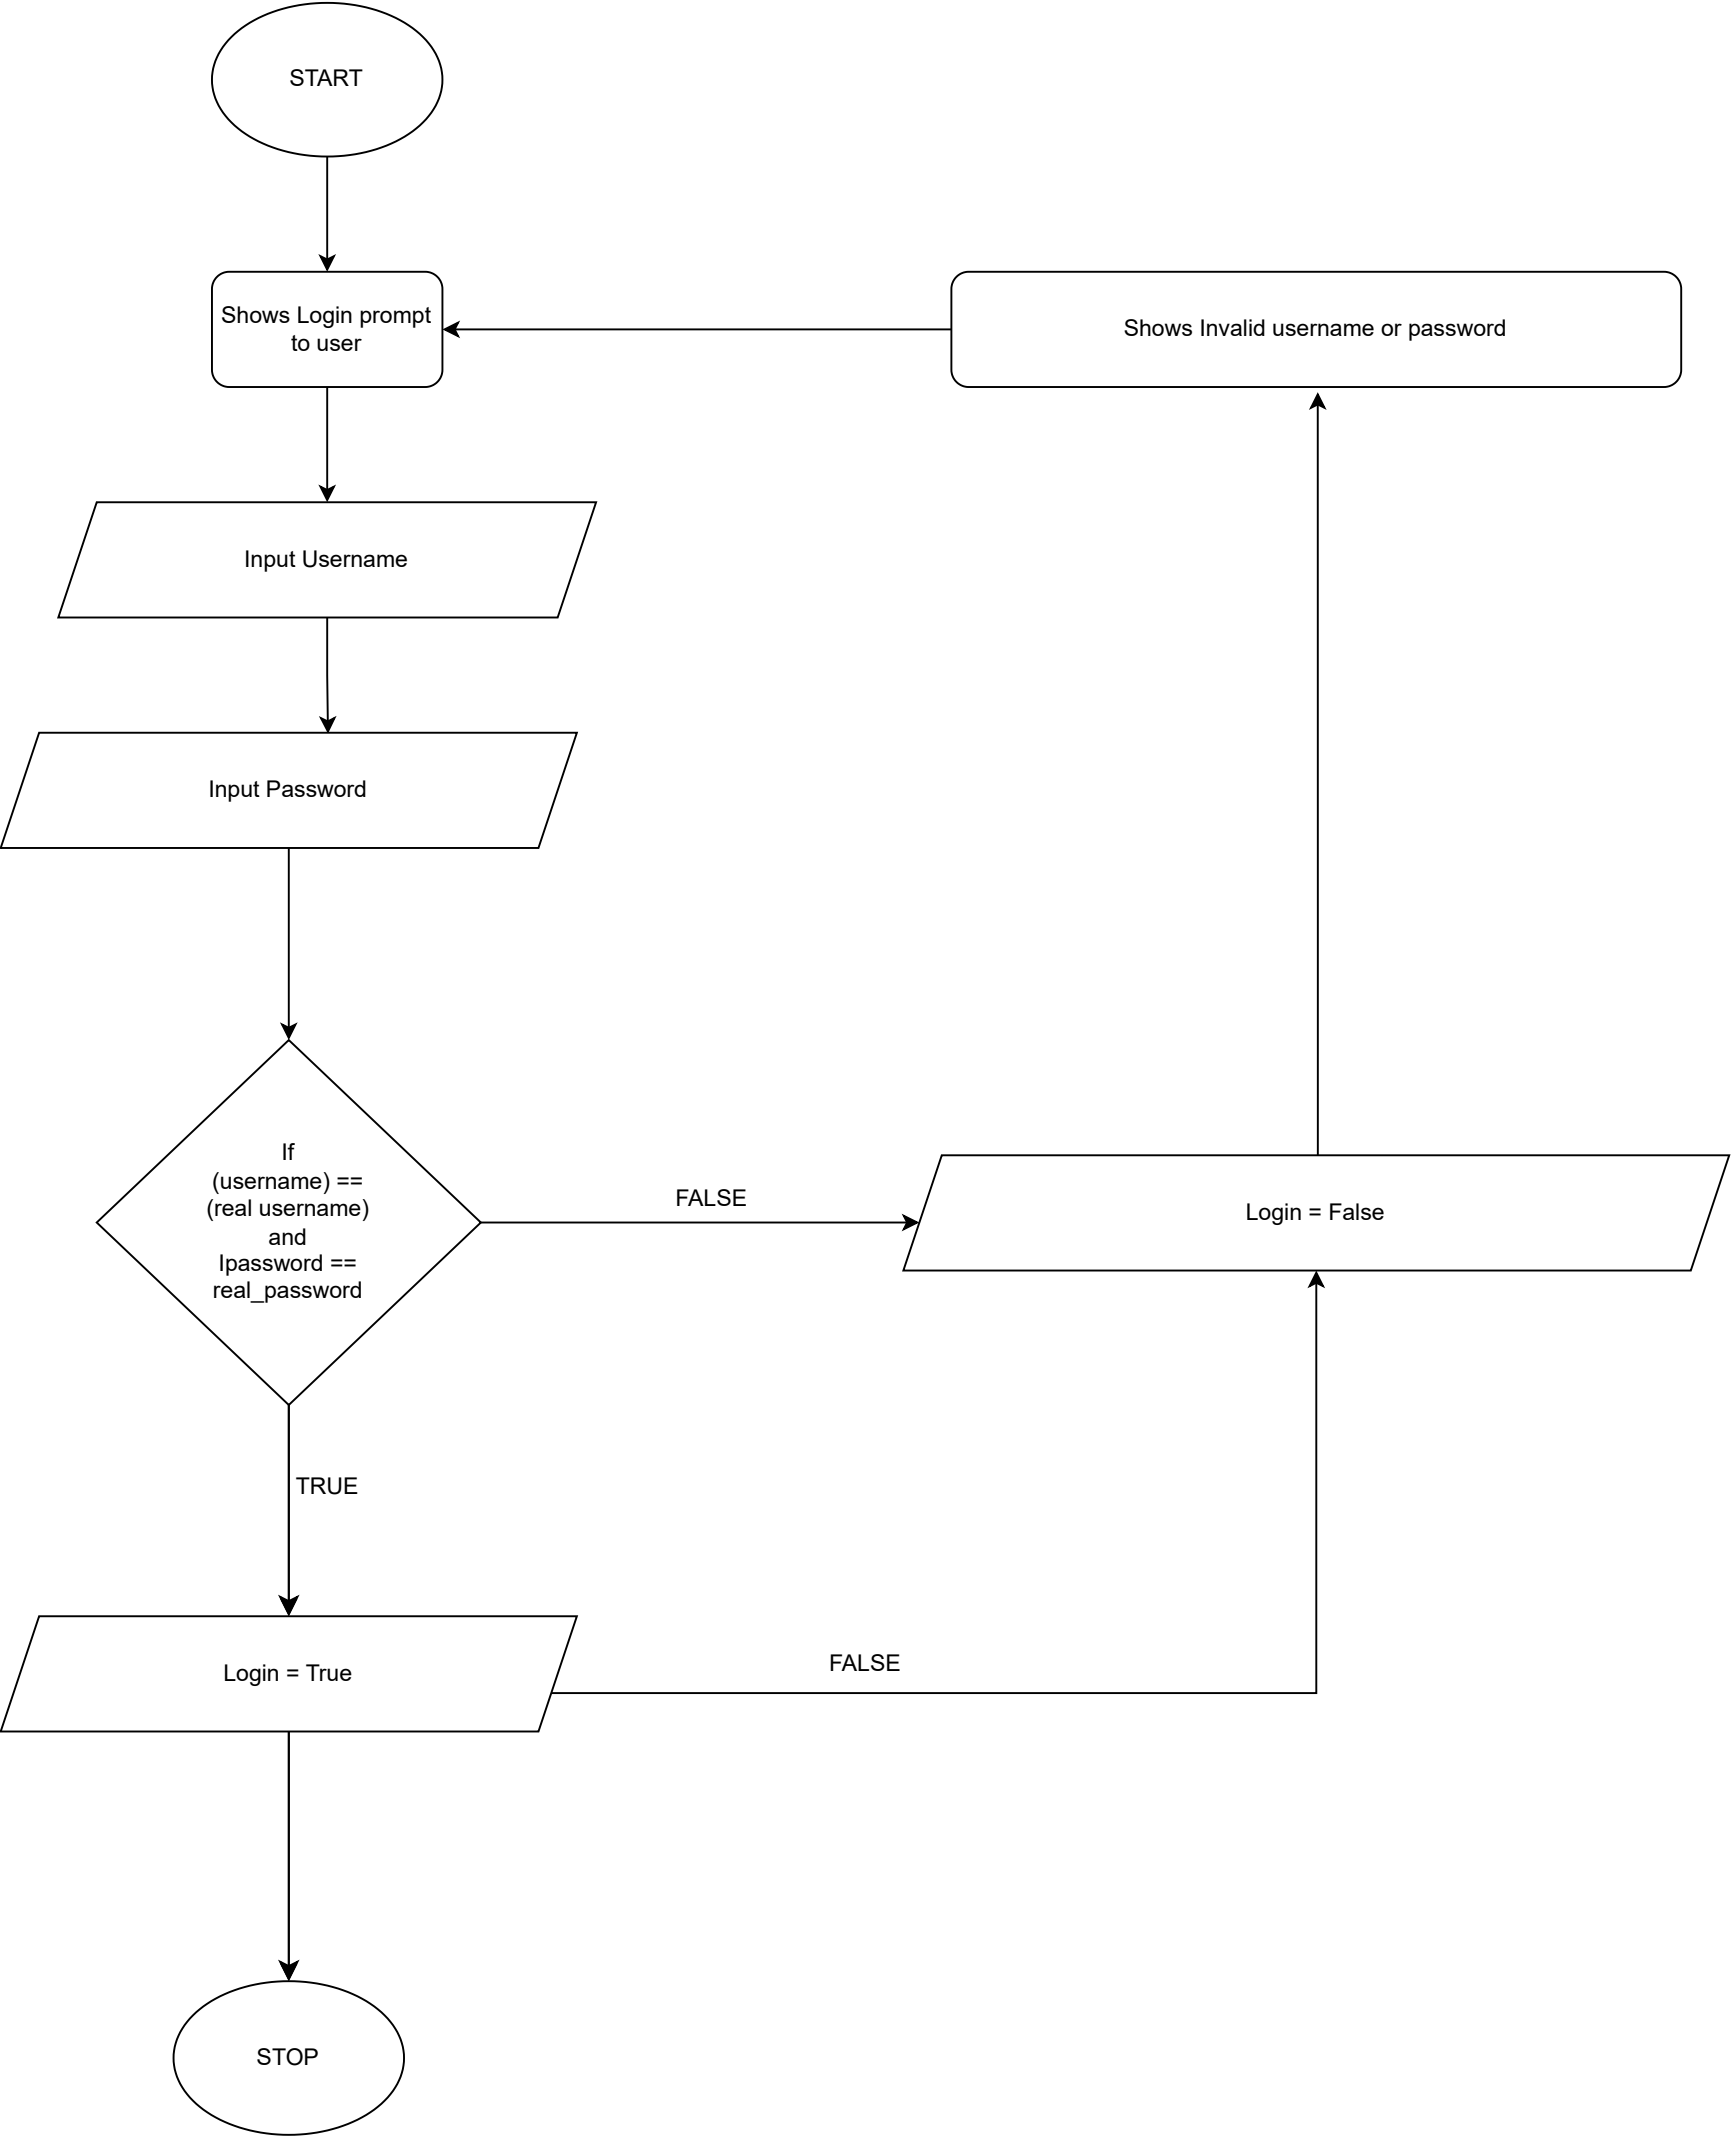 START
Shows Login prompt
to user
Shows Invalid username or password
Input Username
Input Password
If
(username) ==
(real username)
and
Ipassword ==
real_password
FALSE
Login = False
TRUE
Login = True
FALSE
STOP